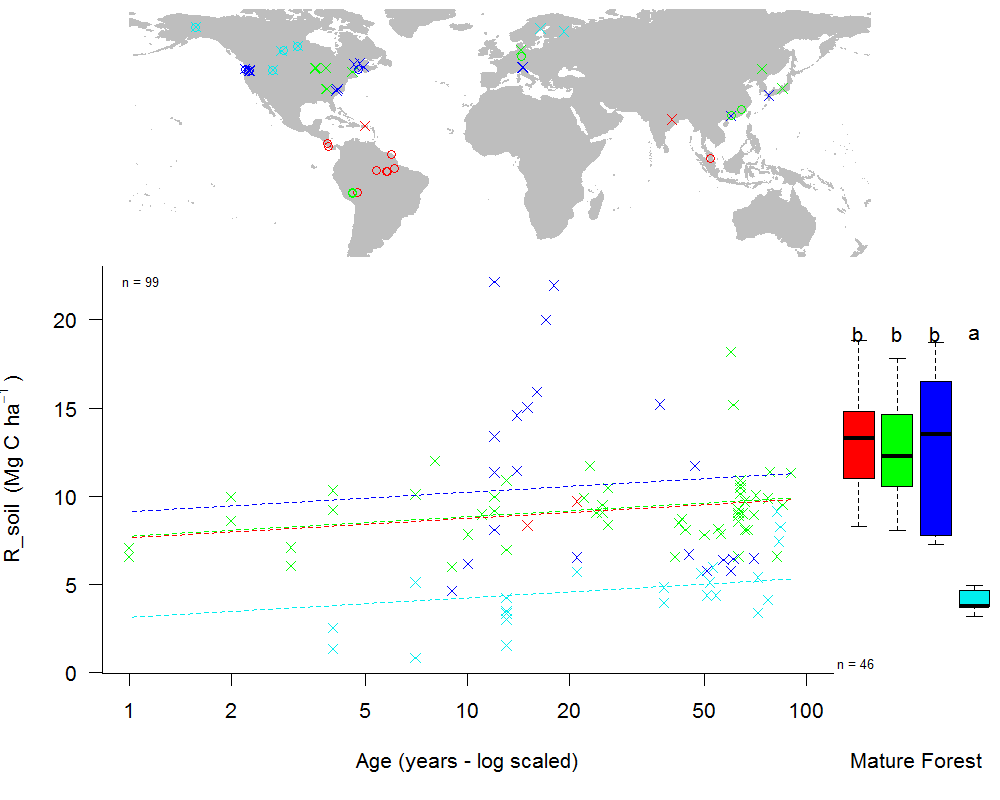 n = 99
20
15
10
5
0
R_soil (Mg C ha⁻¹ )
b b b a
n = 46
1 2 5 10 20 50 100
Age (years - log scaled)
Mature Forest